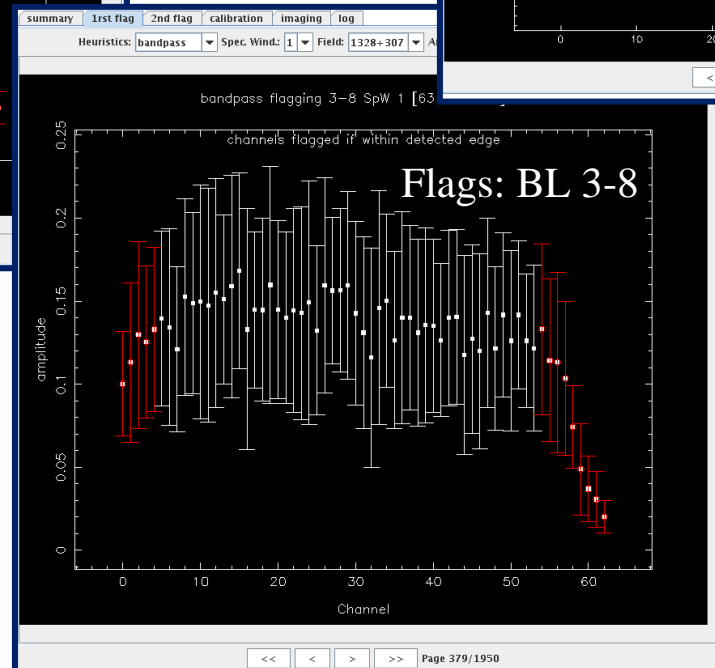 summary 1rst flag 2nd flag calibration imaging log
Heuristics: bandpass Spec. Wind.: 1 Field: 1328+307
bandpass flagging 3-8 SpW 1 [63
channels flagged if within detected edge
Flags: BL 3-8
0.25
0.2
0.15
0.1
0.05
0
amplitude
0 10 20 30 40 50 60
Channel
<< < > >> Page 379/1950
0 20
<